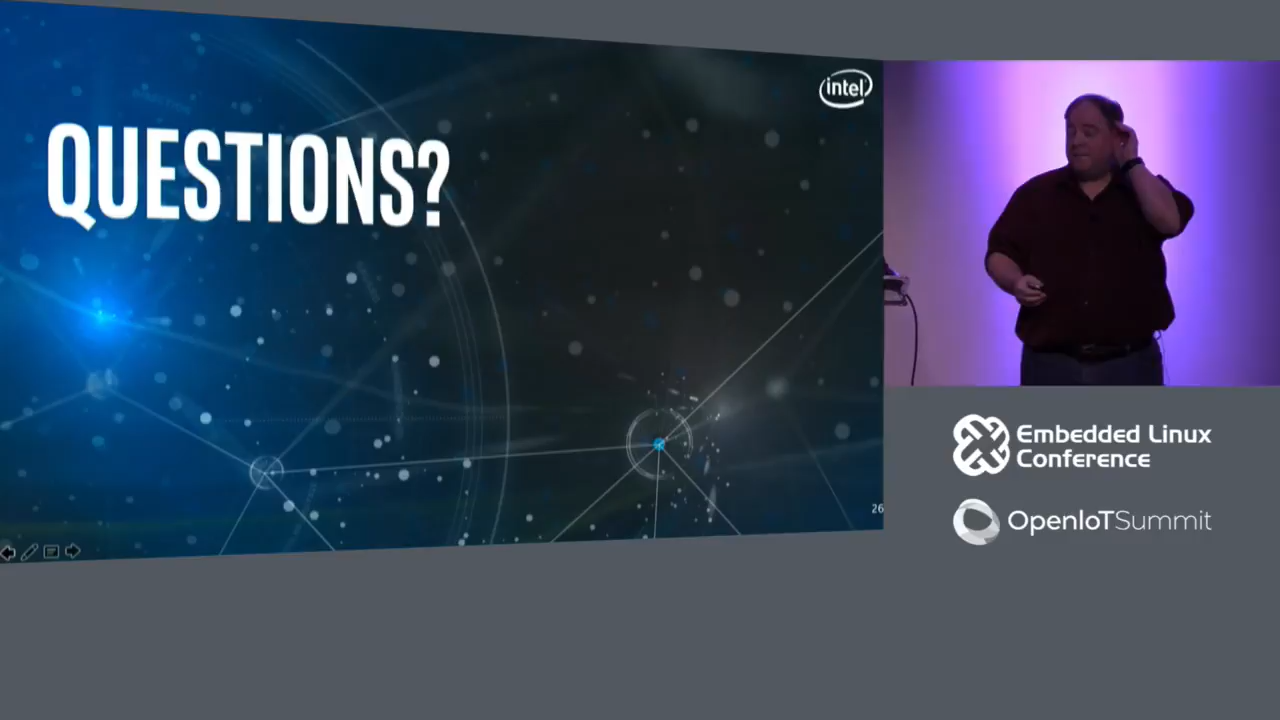 intel
QUESTIONS?
26
Embedded Linux
Conference
OpenIoTSummit